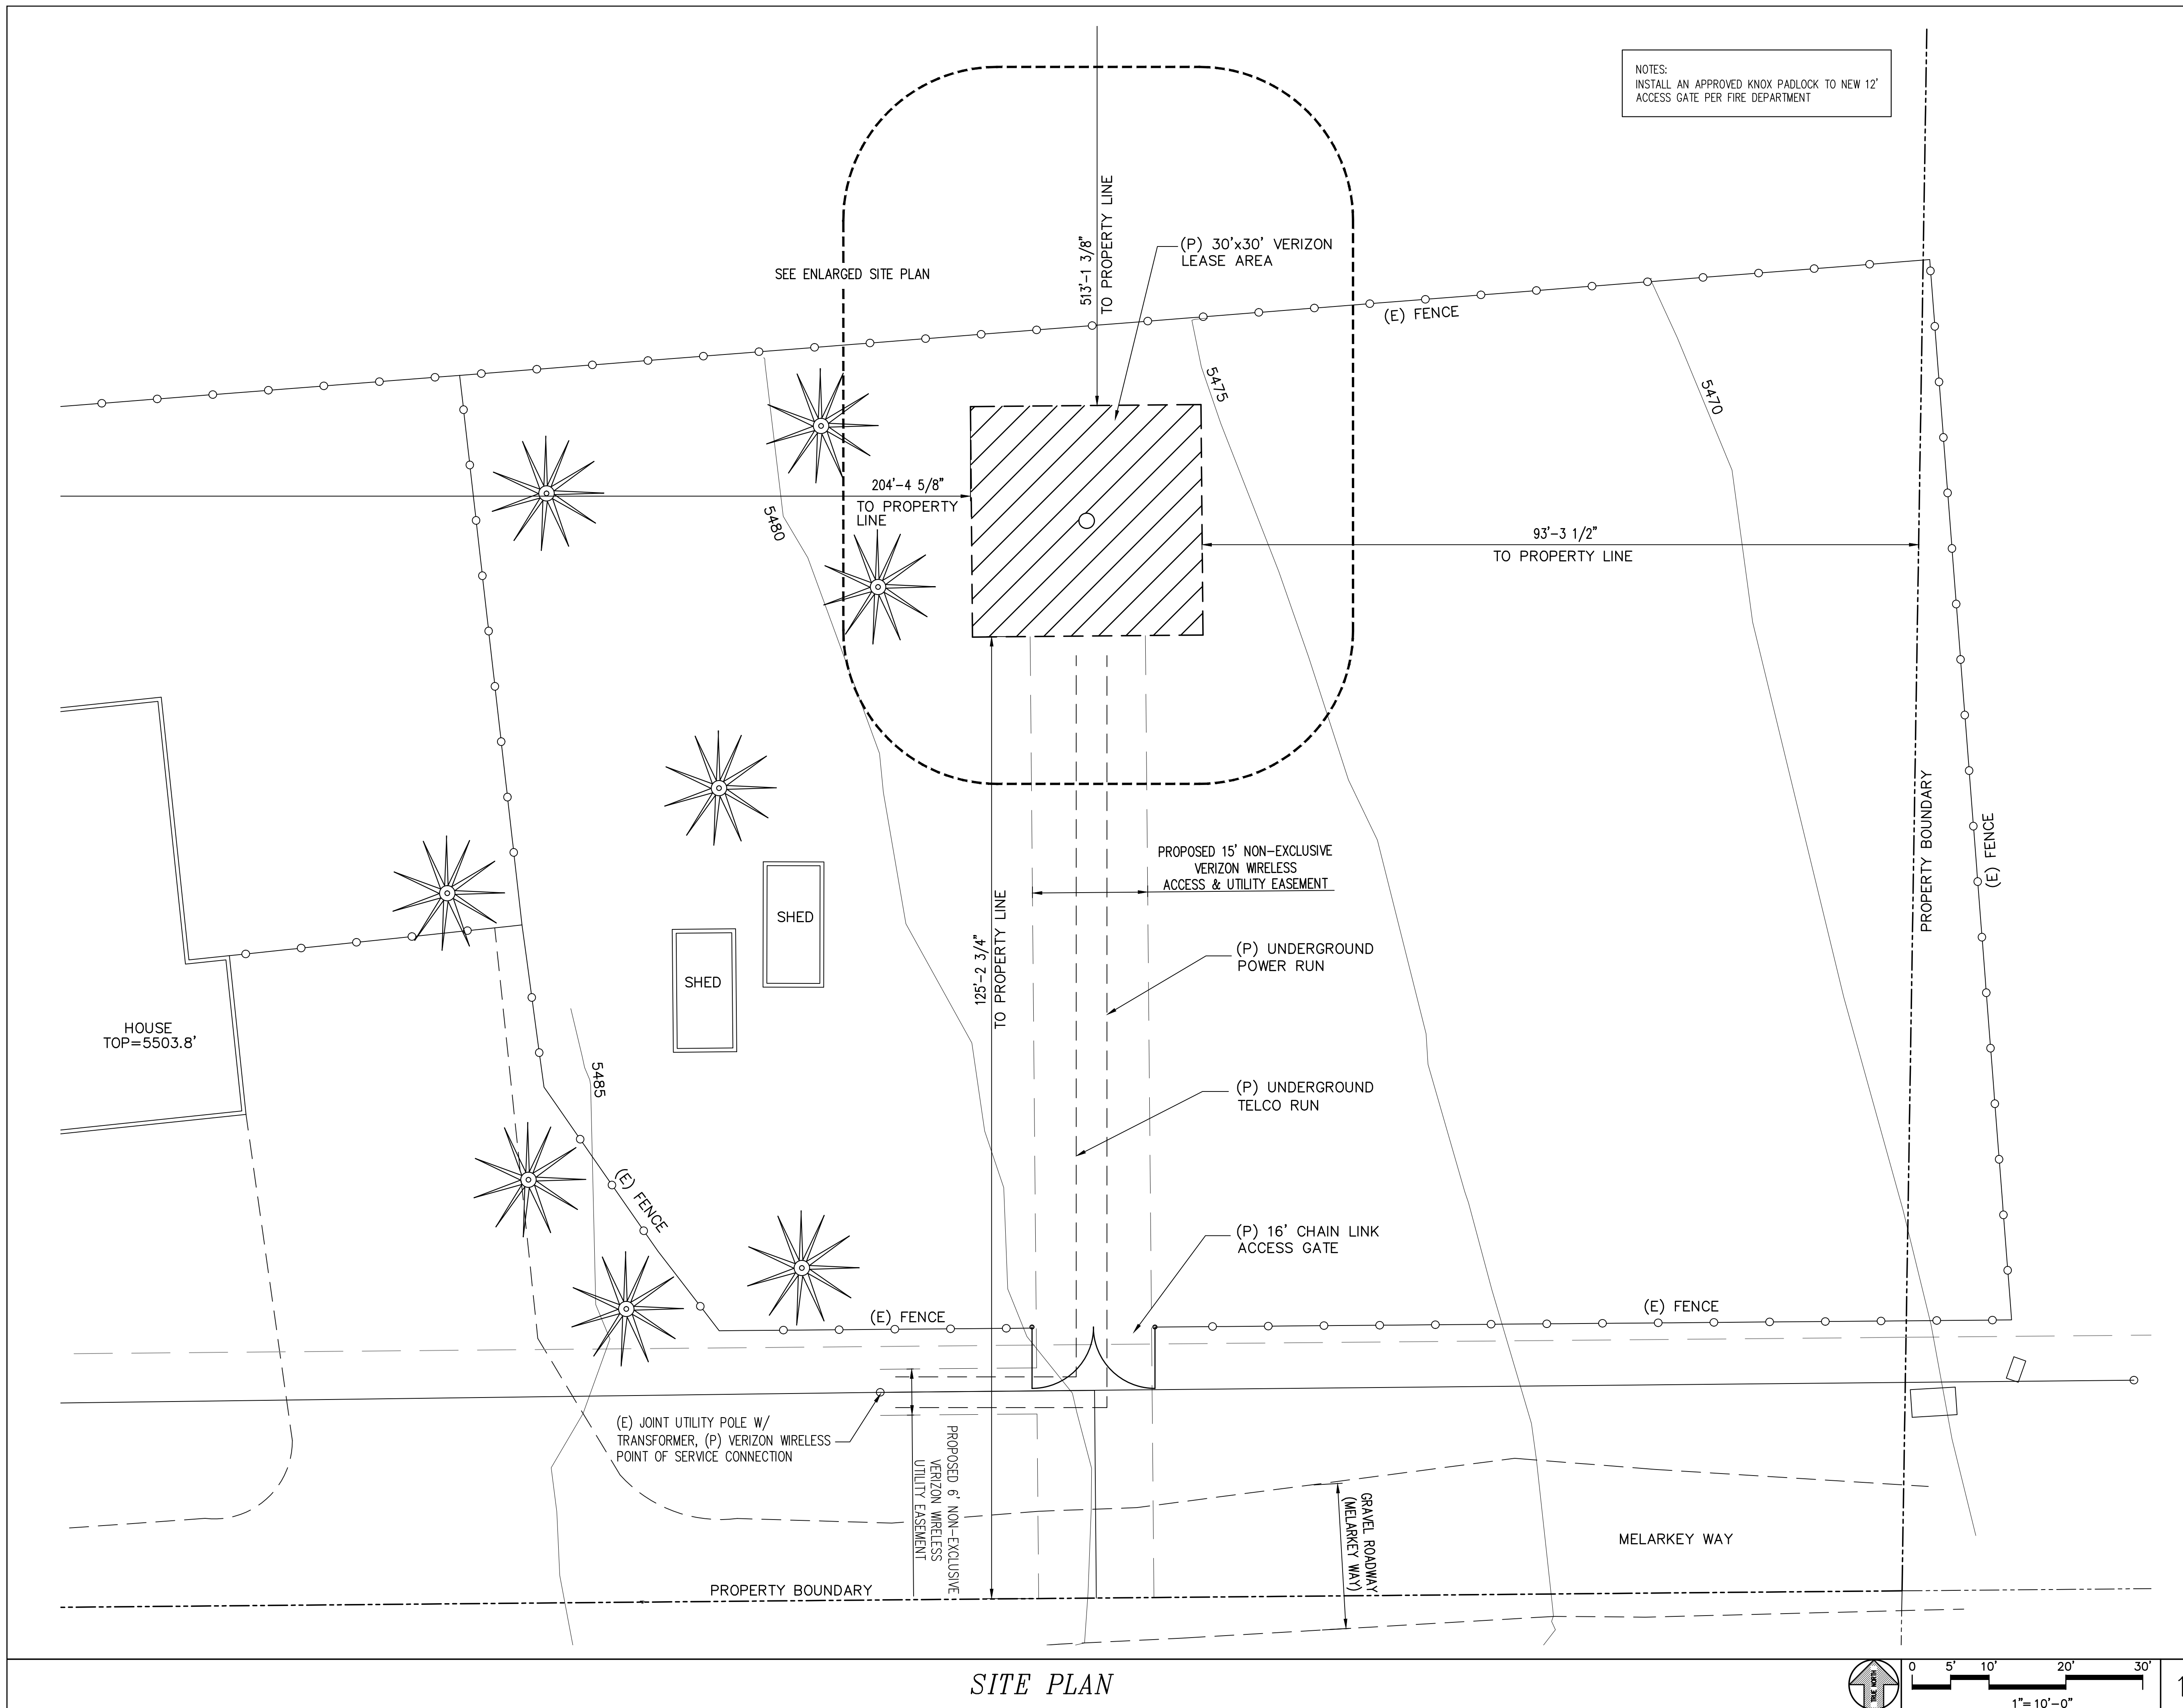 NOTES:
INSTALL AN APPROVED KNOX PADLOCK TO NEW 12'
ACCESS GATE PER FIRE DEPARTMENT
513'-1 3/8"
TO PROPERTY LINE
(P) 30'x30' VERIZON
LEASE AREA
SEE ENLARGED SITE PLAN
(E) FENCE
5475
5470
204'-4 5/8"
TO PROPERTY
LINE
5480
93'-3 1/2"
TO PROPERTY LINE
PROPERTY BOUNDARY
(E) FENCE
PROPOSED 15' NON-EXCLUSIVE
VERIZON WIRELESS
ACCESS & UTILITY EASEMENT
SHED
SHED
125'-2 3/4"
TO PROPERTY LINE
(P) UNDERGROUND
POWER RUN
HOUSE
TOP=5503.8'
5485
(P) UNDERGROUND
TELCO RUN
(E) FENCE
(P) 16' CHAIN LINK
ACCESS GATE
(E) FENCE
(E) FENCE
(E) JOINT UTILITY POLE W/
TRANSFORMER, (P) VERIZON WIRELESS
POINT OF SERVICE CONNECTION
PROPOSED 6' NON-EXCLUSIVE
VERIZON WIRELESS
UTILITY EASEMENT
GRAVEL ROADWAY
(MELARKEY WAY)
MELARKEY WAY
PROPERTY BOUNDARY
SITE PLAN
TRUE NORTH
0 5' 10' 20' 30'
1"=10'-0"